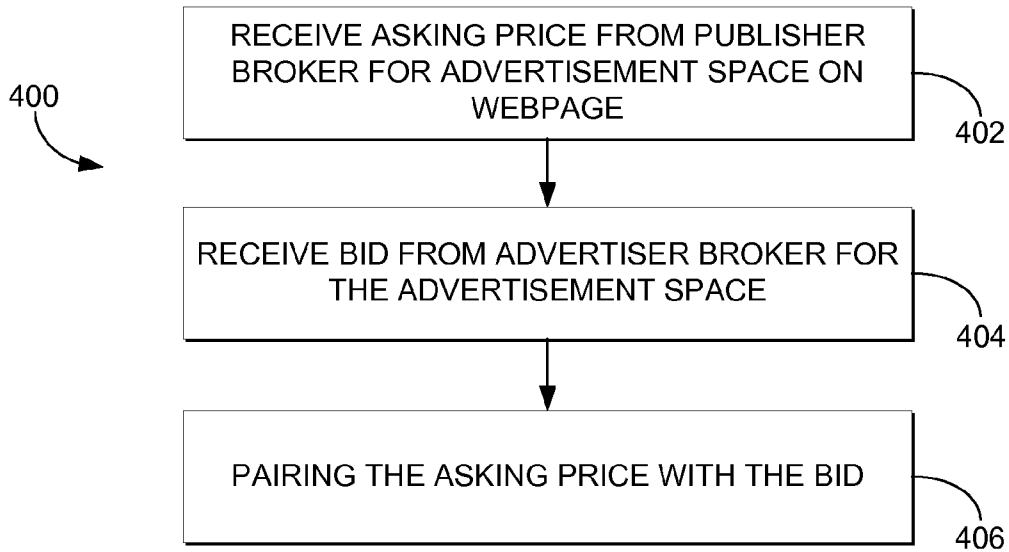 RECEIVE ASKING PRICE FROM PUBLISHER
BROKER FOR ADVERTISEMENT SPACE ON
WEBPAGE
400
402
RECEIVE BID FROM ADVERTISER BROKER FOR
THE ADVERTISEMENT SPACE
404
PAIRING THE ASKING PRICE WITH THE BID
406